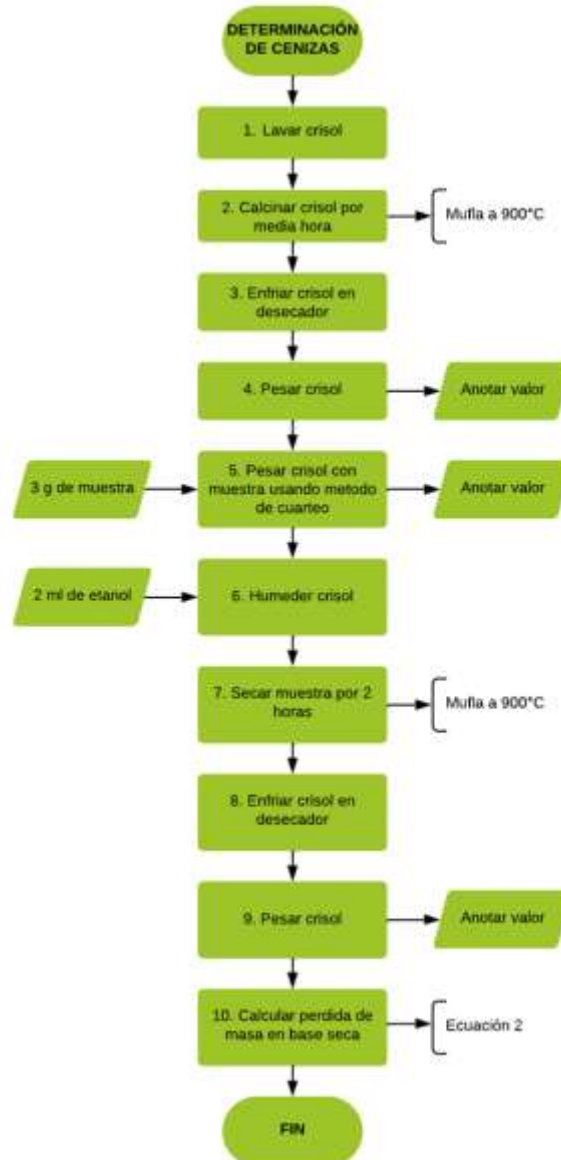 DETERMINACIÓN
DE CENIZAS
1. Lavar crisol
2. Calcinar crisol por
media hora
Mufla a 900°C
3. Enfriar crisol en
desecador
4. Pesar crisol
Anotar valor
3 g de muestra
5. Pesar crisol con
muestra usando metodo
de cuarteo
Anotar valor
2 ml de etanol
6. Humeder crisol
7. Secar muestra por 2
horas
Mufla a 900°C
8. Enfriar crisol en
desecador
9. Pesar crisol
Anotar valor
10. Calcular perdida de
masa en base seca
Ecuación 2
FIN